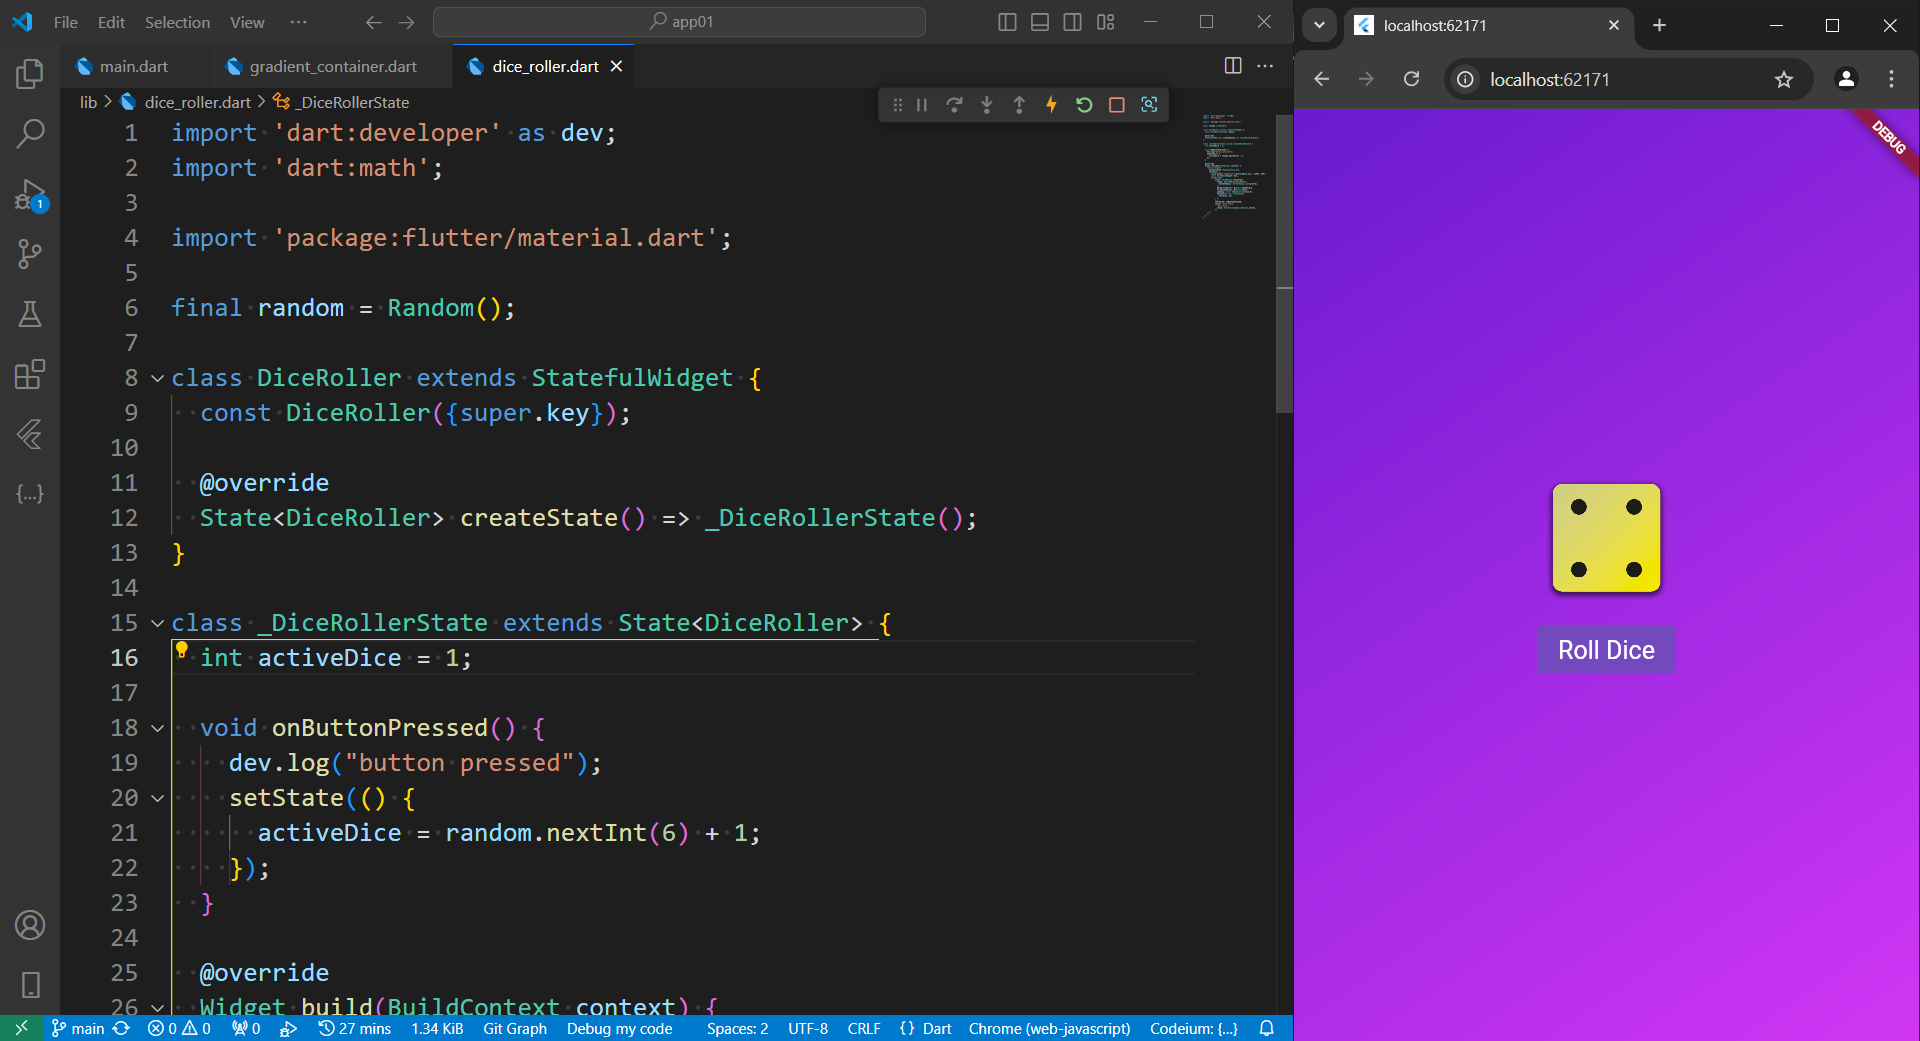 File Edit Selection View ··· app01
main.dart gradient_container.dart dice_roller.dart
lib > dice_roller.dart > _DiceRollerState
1 import 'dart:developer' as dev;
2 import 'dart:math';
3
4 import 'package:flutter/material.dart';
5
6 final random = Random();
7
8 class DiceRoller extends StatefulWidget {
9 const DiceRoller({super.key});
10
11 @override
12 State<DiceRoller> createState() => _DiceRollerState();
13 }
14
15 class _DiceRollerState extends State<DiceRoller> {
16 int activeDice = 1;
17
18 void onButtonPressed() {
19 dev.log("button pressed");
20 setState(() {
21 activeDice = random.nextInt(6) + 1;
22 });
23 }
24
25 @override
26 Widget build(BuildContext context) {
1
main 0 0 0 27 mins 1.34 KiB Git Graph Debug my code Spaces: 2 UTF-8 CRLF {} Dart Chrome (web-javascript) Codeium: {...}
localhost:62171
localhost:62171
DEBUG
Roll Dice